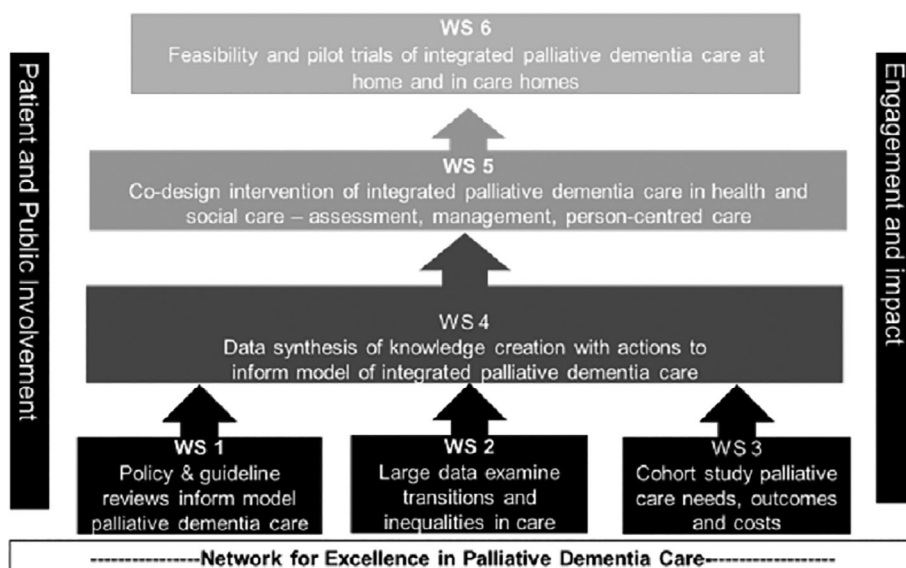 WS 6
Feasibility and pilot trials of integrated palliative dementia care at
home and in care homes
Patient and Public Involvement
Engagement and impact
WS 5
Co-design intervention of integrated palliative dementia care in health and
social care – assessment, management, person-centred care
WS 4
Data synthesis of knowledge creation with actions to
inform model of integrated palliative dementia care
WS 1
Policy & guideline
reviews inform model
palliative dementia care
WS 2
Large data examine
transitions and
inequalities in care
WS 3
Cohort study palliative
care needs, outcomes
and costs
Network for Excellence in Palliative Dementia Care